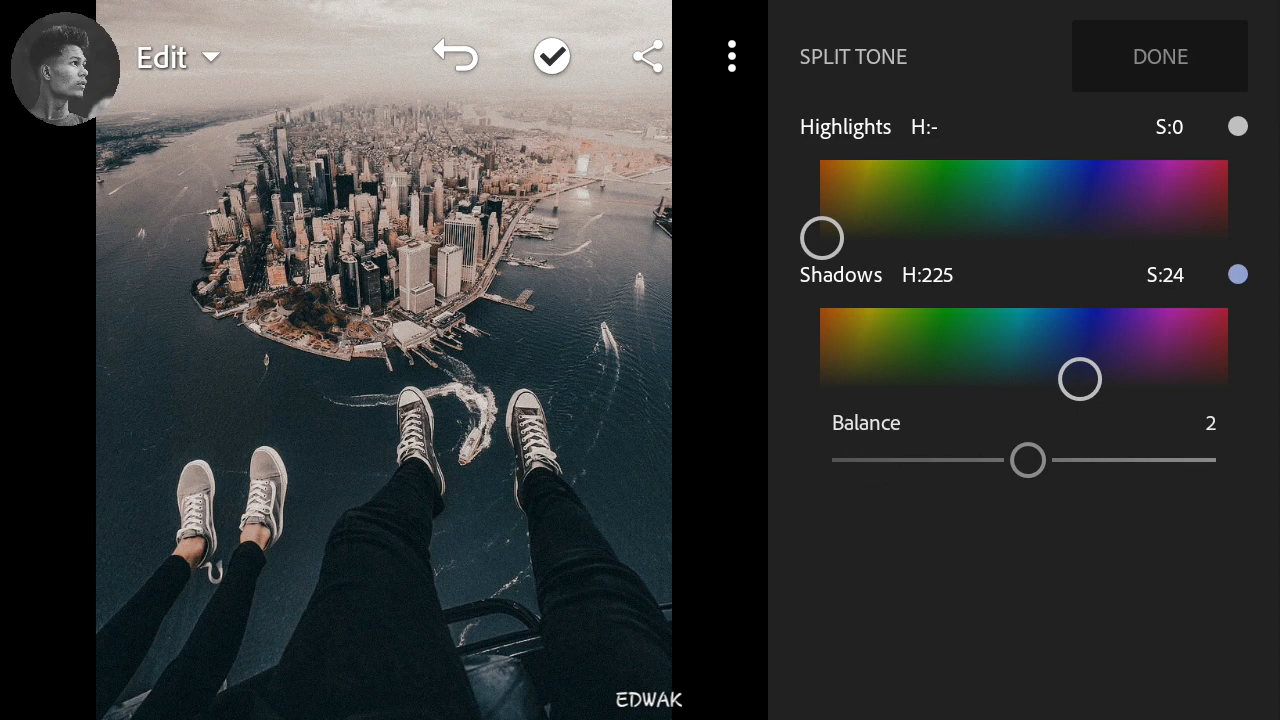 Edit
SPLIT TONE
DONE
Highlights H:- S:0
Shadows H:225 S:24
Balance 2
EDWAK